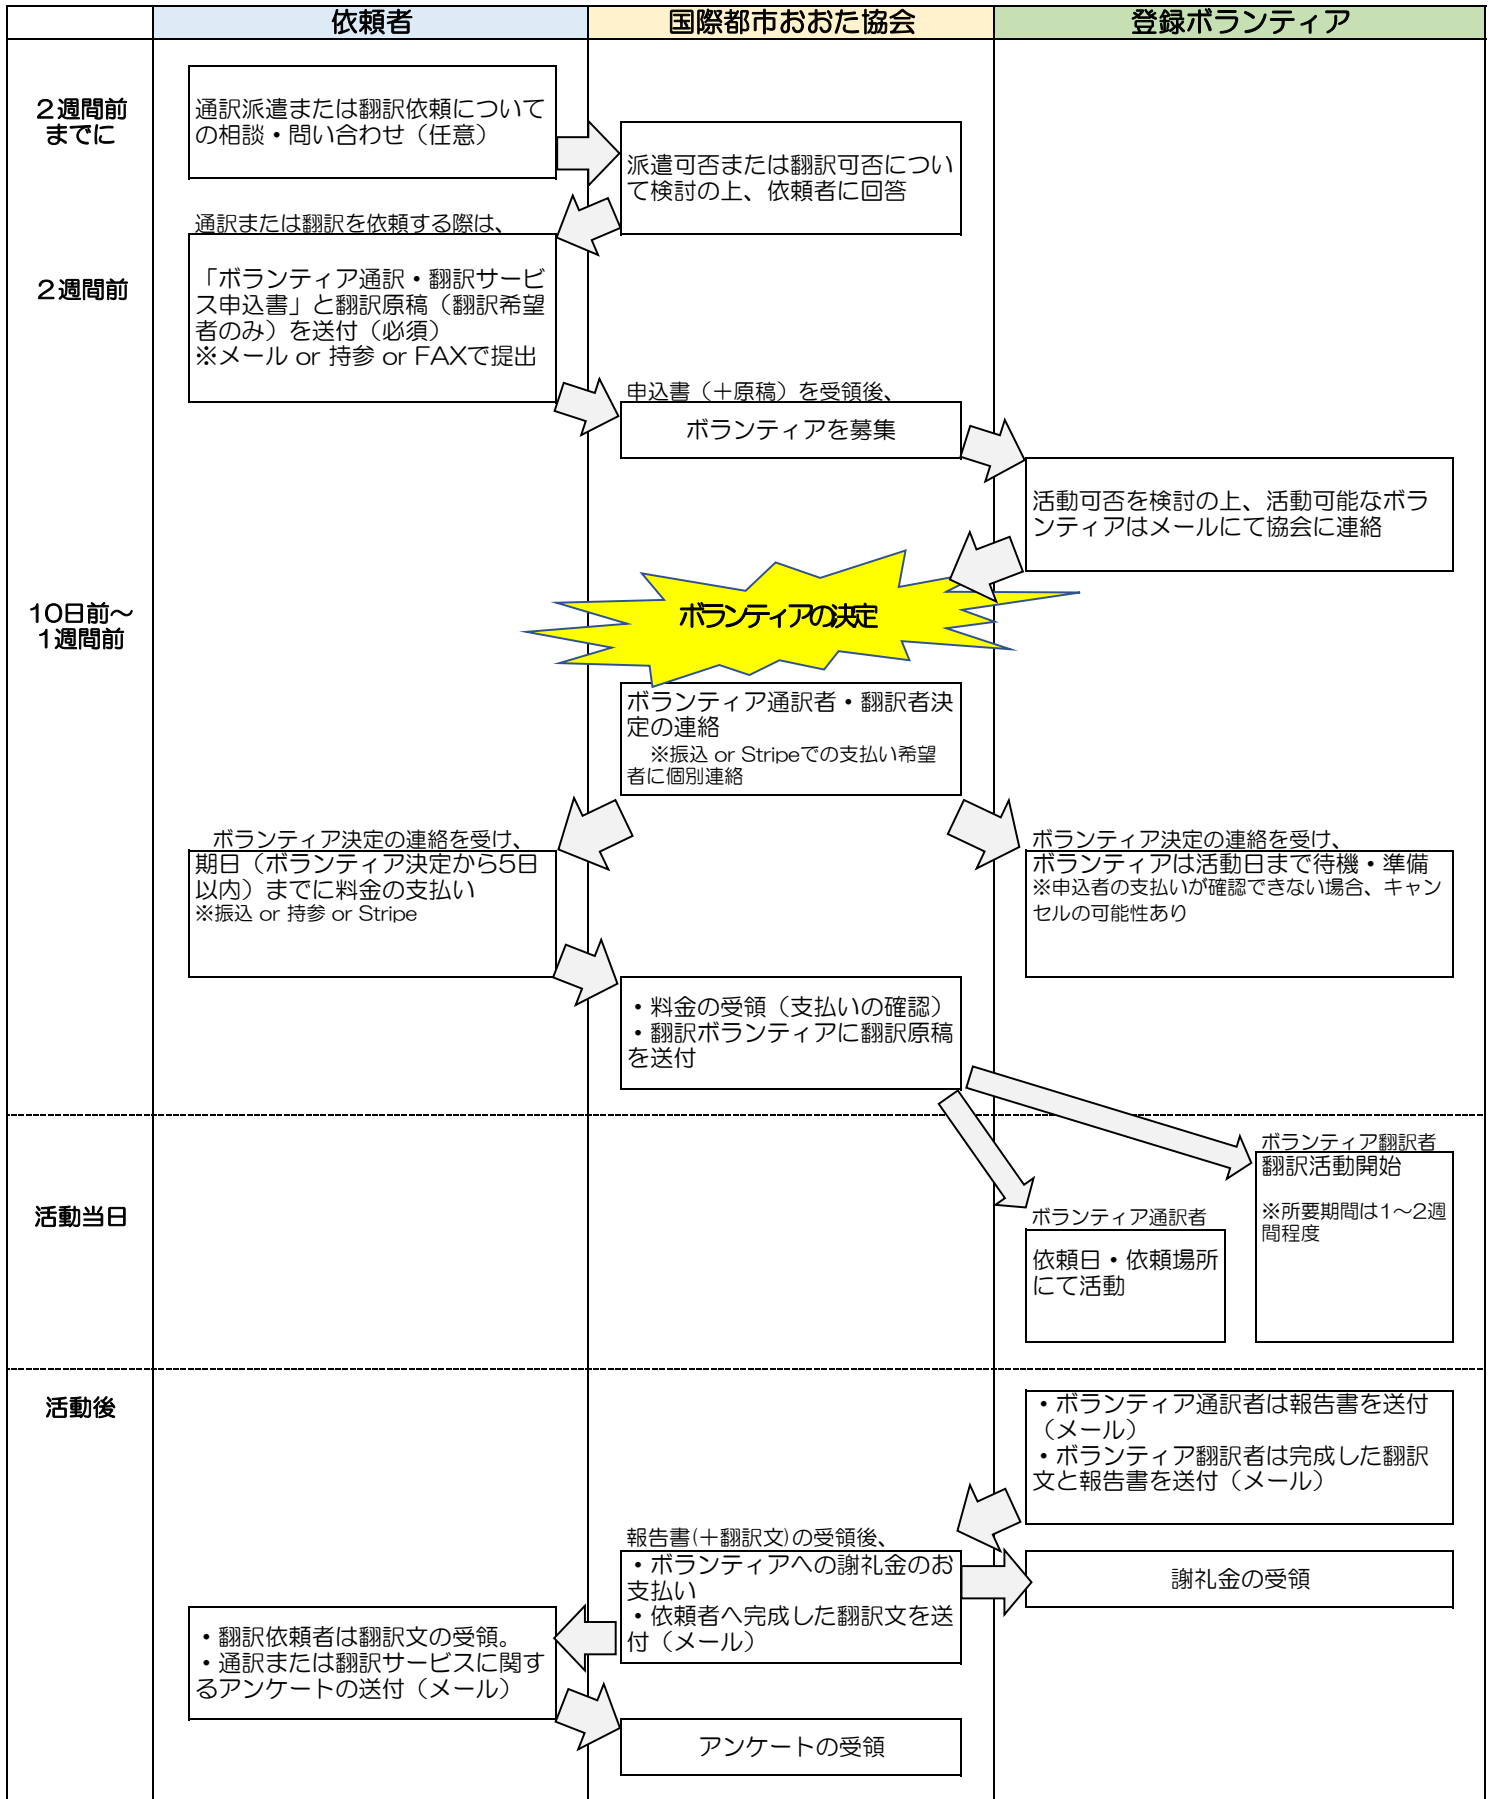 依頼者
国際都市おおた協会
登録ボランティア
２週間前
までに
通訳派遣または翻訳依頼について
の相談・問い合わせ（任意）
派遣可否または翻訳可否につい
て検討の上、依頼者に回答
通訳または翻訳を依頼する際は、
２週間前
「ボランティア通訳・翻訳サービ
ス申込書」と翻訳原稿（翻訳希望
者のみ）を送付（必須）
※メール or 持参 or FAXで提出
申込書（＋原稿）を受領後、
ボランティアを募集
活動可否を検討の上、活動可能なボラ
ンティアはメールにて協会に連絡
10日前～
1週間前
ボランティアの決定
ボランティア通訳者・翻訳者決
定の連絡
※振込 or Stripeでの支払い希望
者に個別連絡
ボランティア決定の連絡を受け、
期日（ボランティア決定から5日
以内）までに料金の支払い
※振込 or 持参 or Stripe
ボランティア決定の連絡を受け、
ボランティアは活動日まで待機・準備
※申込者の支払いが確認できない場合、キャン
セルの可能性あり
・料金の受領（支払いの確認）
・翻訳ボランティアに翻訳原稿
を送付
活動当日
ボランティア翻訳者
翻訳活動開始
※所要期間は1～2週
間程度
ボランティア通訳者
依頼日・依頼場所
にて活動
活動後
・ボランティア通訳者は報告書を送付
（メール）
・ボランティア翻訳者は完成した翻訳
文と報告書を送付（メール）
報告書(＋翻訳文)の受領後、
・ボランティアへの謝礼金のお
支払い
・依頼者へ完成した翻訳文を送
付（メール）
謝礼金の受領
・翻訳依頼者は翻訳文の受領。
・通訳または翻訳サービスに関す
るアンケートの送付（メール）
アンケートの受領